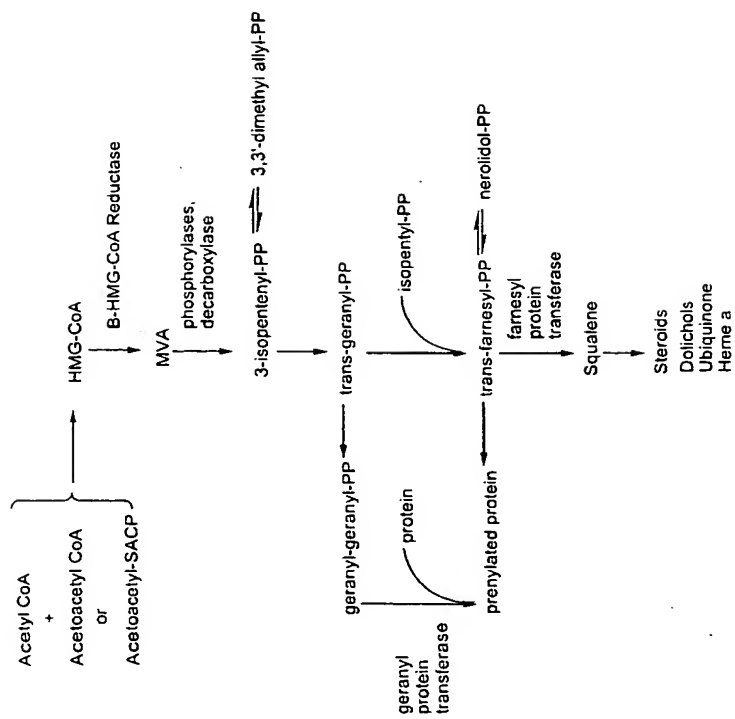 Acetyl CoA
+
Acetoacetyl CoA
or
Acetoacetyl-SACP
HMG-CoA
B-HMG-CoA Reductase
MVA
phosphorylases,
decarboxylase
3-isopentenyl-PP
3,3'-dimethyl allyl-PP
trans-geranyl-PP
geranyl-geranyl-PP
isopentyl-PP
protein
geranyl
protein
transferase
prenylated protein
trans-farnesyl-PP
nerolidol-PP
farnesyl
protein
transferase
Squalene
Steroids
Dolichols
Ubiquinone
Heme a